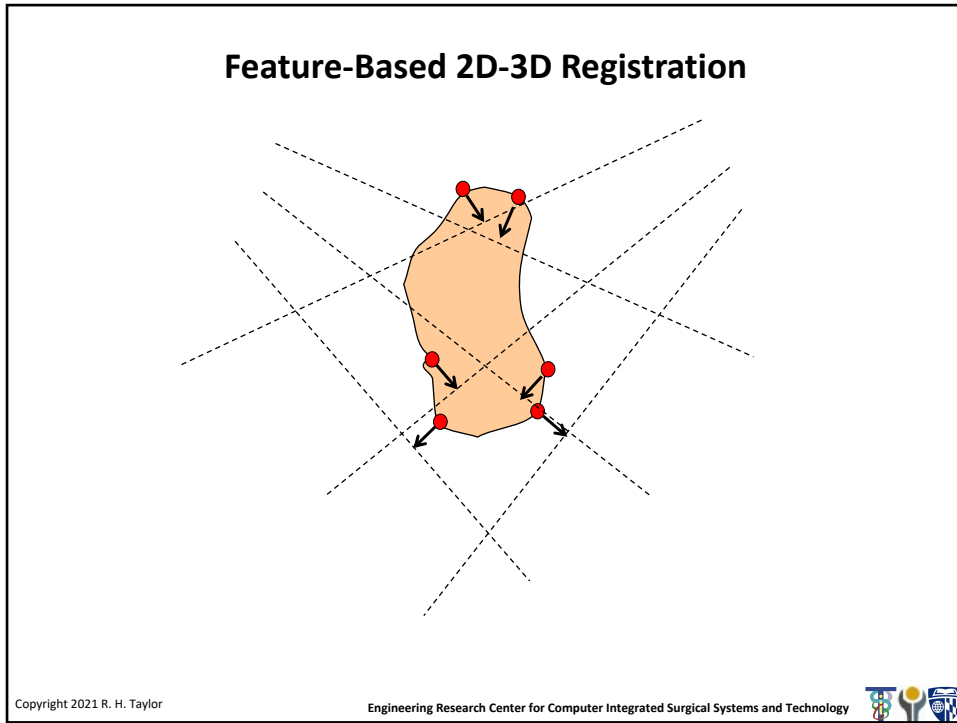 Feature-Based 2D-3D Registration
Copyright 2021 R. H. Taylor
Engineering Research Center for Computer Integrated Surgical Systems and Technology